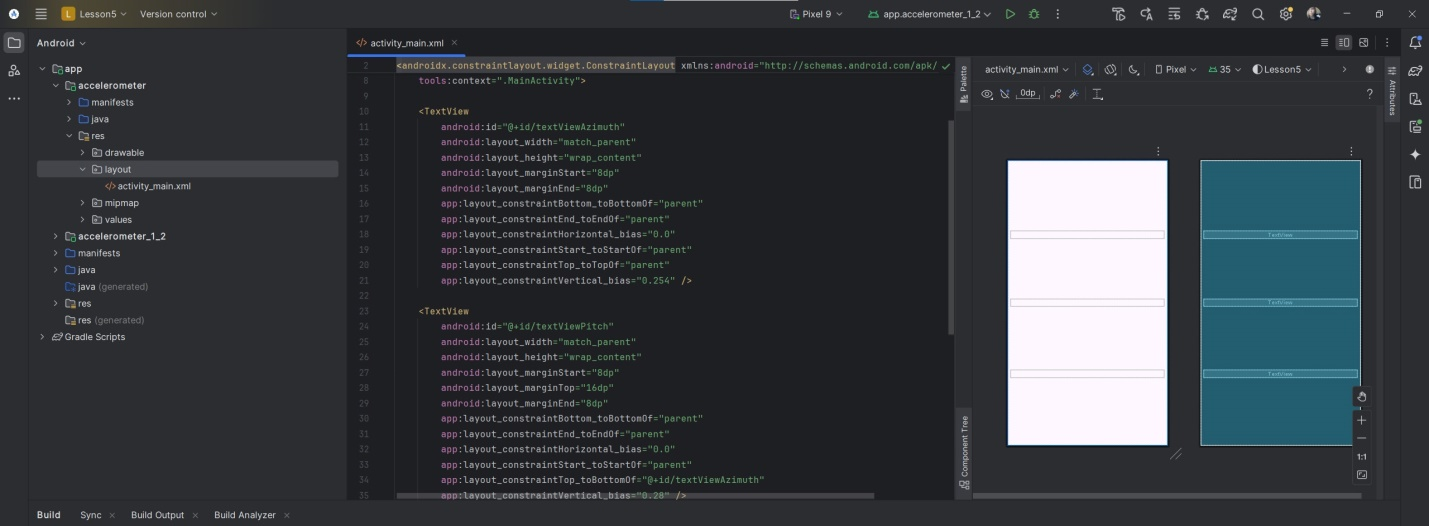 L Lesson5 Version control Pixel 9 app.accelerometer_1_2
Android
app
accelerometer
manifests
java
res
drawable
layout
activity_main.xml
mipmap
values
accelerometer_1_2
manifests
java
java (generated)
res
res (generated)
Gradle Scripts
activity_main.xml
2 <androidx.constraintlayout.widget.ConstraintLayout xmlns:android="http://schemas.android.com/apk/
8 tools:context=".MainActivity">
9
10 <TextView
11 android:id="@+id/textViewAzimuth"
12 android:layout_width="match_parent"
13 android:layout_height="wrap_content"
14 android:layout_marginStart="8dp"
15 android:layout_marginEnd="8dp"
16 app:layout_constraintBottom_toBottomOf="parent"
17 app:layout_constraintEnd_toEndOf="parent"
18 app:layout_constraintHorizontal_bias="0.0"
19 app:layout_constraintStart_toStartOf="parent"
20 app:layout_constraintTop_toTopOf="parent"
21 app:layout_constraintVertical_bias="0.254" />
22
23 <TextView
24 android:id="@+id/textViewPitch"
25 android:layout_width="match_parent"
26 android:layout_height="wrap_content"
27 android:layout_marginStart="8dp"
28 android:layout_marginTop="16dp"
29 android:layout_marginEnd="8dp"
30 app:layout_constraintBottom_toBottomOf="parent"
31 app:layout_constraintEnd_toEndOf="parent"
32 app:layout_constraintHorizontal_bias="0.0"
33 app:layout_constraintStart_toStartOf="parent"
34 app:layout_constraintTop_toBottomOf="@+id/textViewAzimuth"
35 app:layout_constraintVertical_bias="0.28" />
Palette
Component Tree
activity_main.xml Pixel 35 Lesson5
0dp ?
TextView
TextView
TextView
1:1
Attributes
Build Sync Build Output Build Analyzer